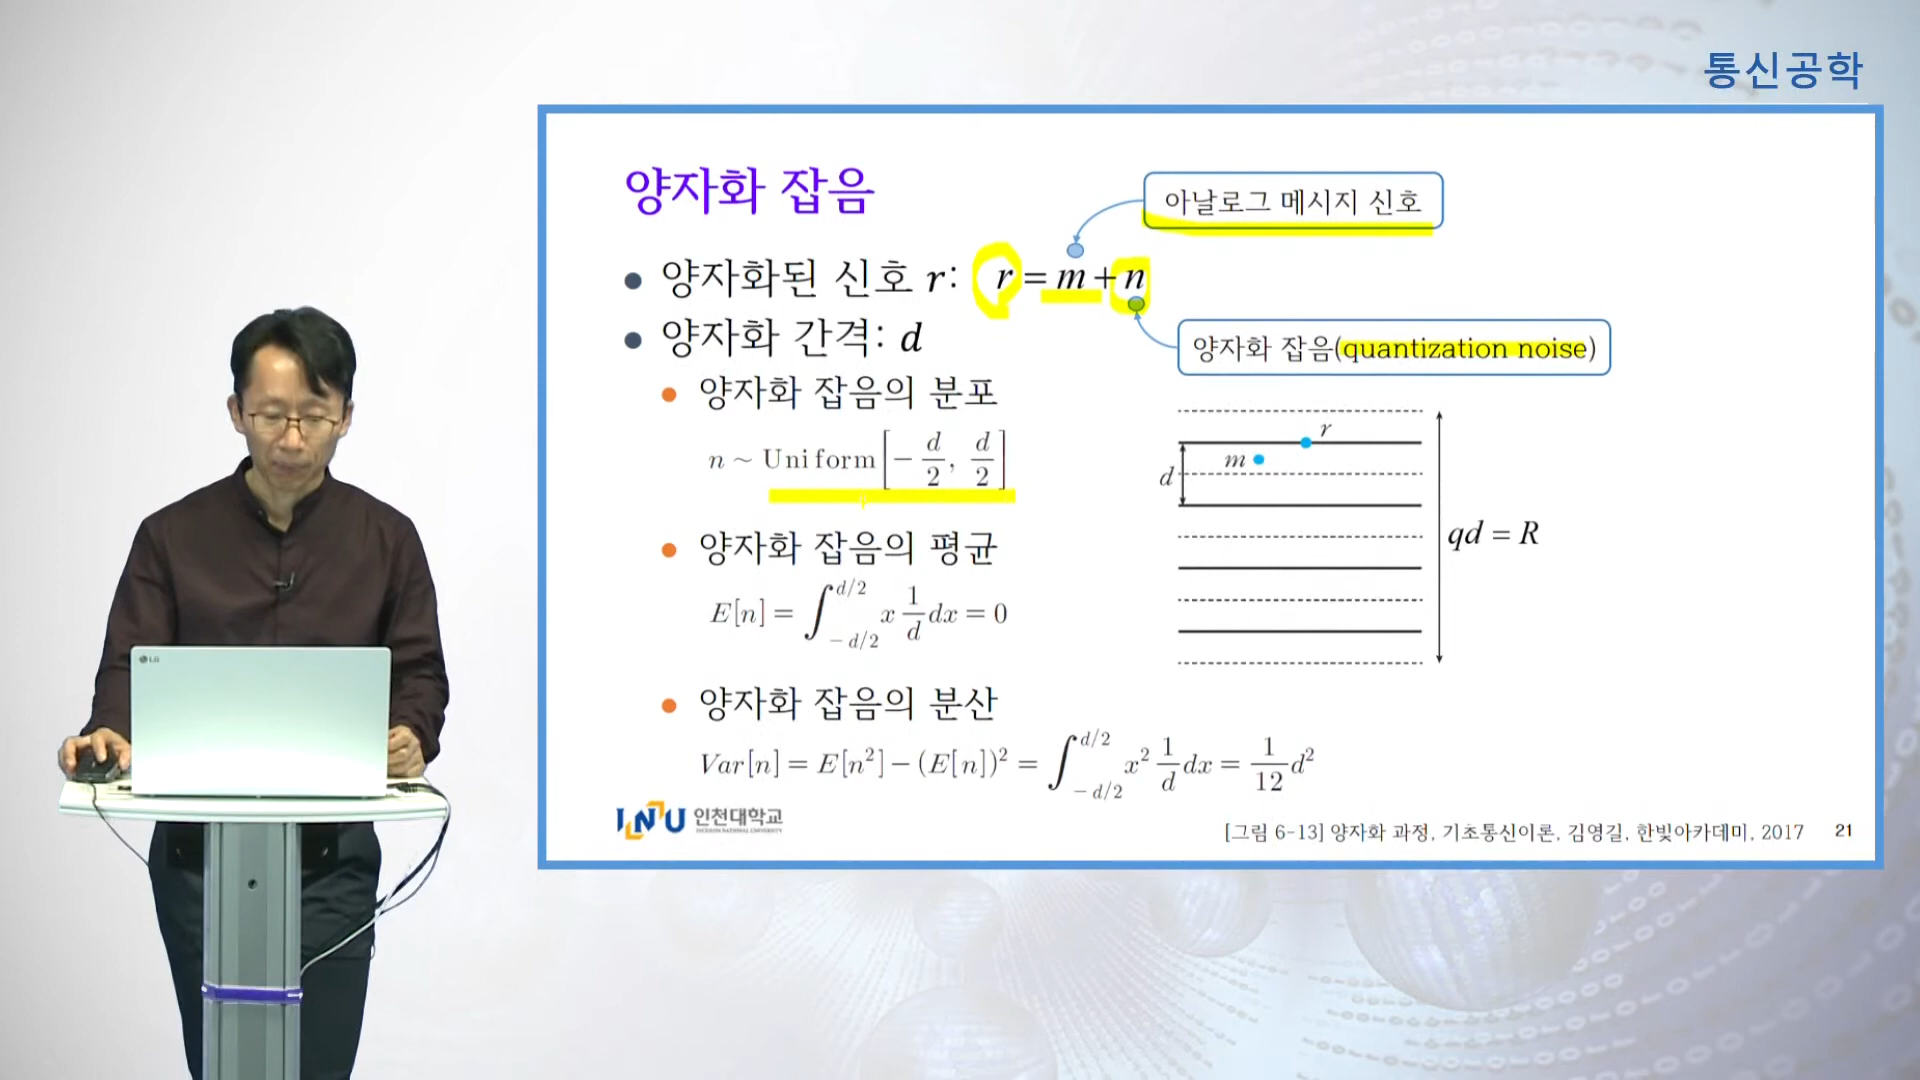 통신공학
양자화 잡음
아날로그 메시지 신호
양자화된 신호 r: r = m + n
양자화 간격: d
양자화 잡음(quantization noise)
양자화 잡음의 분포
n ~ Uniform[-d/2, d/2]
r
m
d
qd = R
양자화 잡음의 평균
E[n] = ∫_{-d/2}^{d/2} x 1/d dx = 0
양자화 잡음의 분산
Var[n] = E[n²] - (E[n])² = ∫_{-d/2}^{d/2} x² 1/d dx = 1/12 d²
INU 인천대학교
INCHEON NATIONAL UNIVERSITY
[그림 6-13] 양자화 과정, 기초통신이론, 김영길, 한빛아카데미, 2017 21
LG